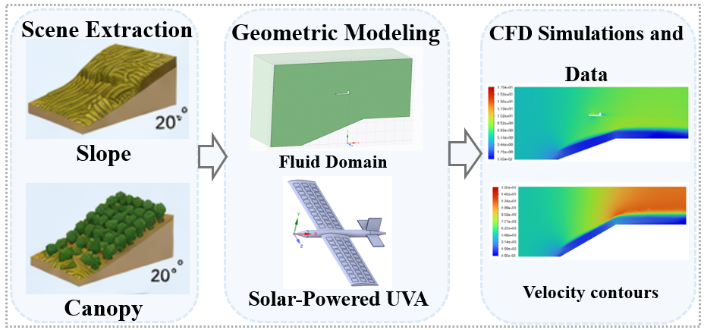 Scene Extraction
20°
Slope
20°
Canopy
Geometric Modeling
Fluid Domain
Solar-Powered UVA
CFD Simulations and
Data
Velocity contours